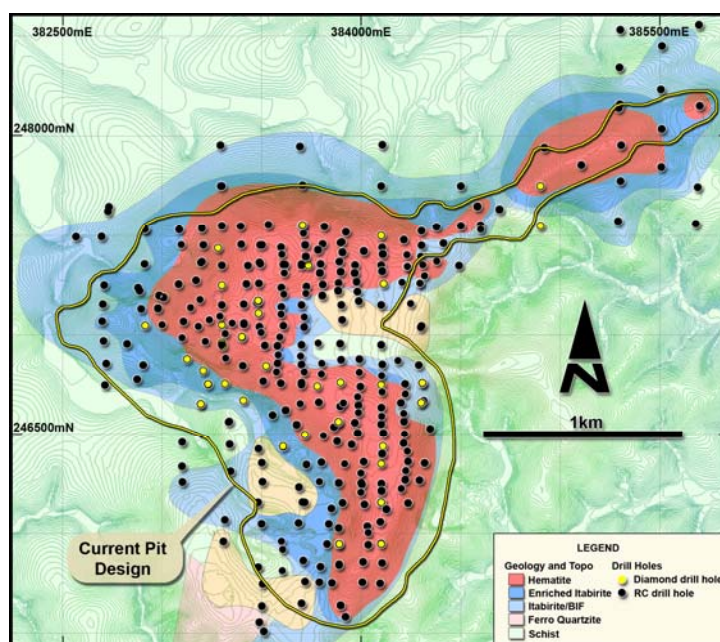 382500mE
384000mE
385500mE
248000mN
246500mN
N
1km
Current Pit
Design
LEGEND
Geology and Topo
Hematite
Enriched Itabirite
Itabirite/BIF
Ferro Quartzite
Schist
Drill Holes
Diamond drill hole
RC drill hole